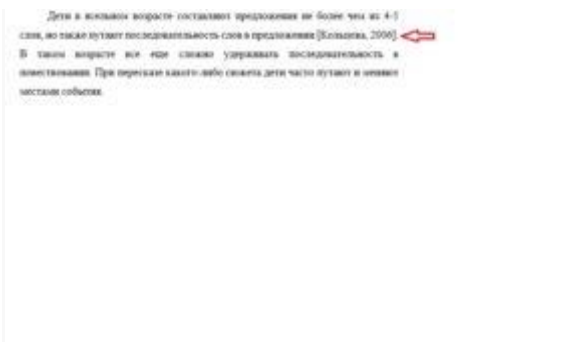 Дети в ясельном возрасте составляют предложения не более чем из 4-5
слов, но также путают последовательность слов в предложении [Кольцова, 2006].
В таком возрасте все еще сложно удерживать последовательность в
повествовании. При пересказе какого-либо сюжета дети часто путают и меняют
местами события.